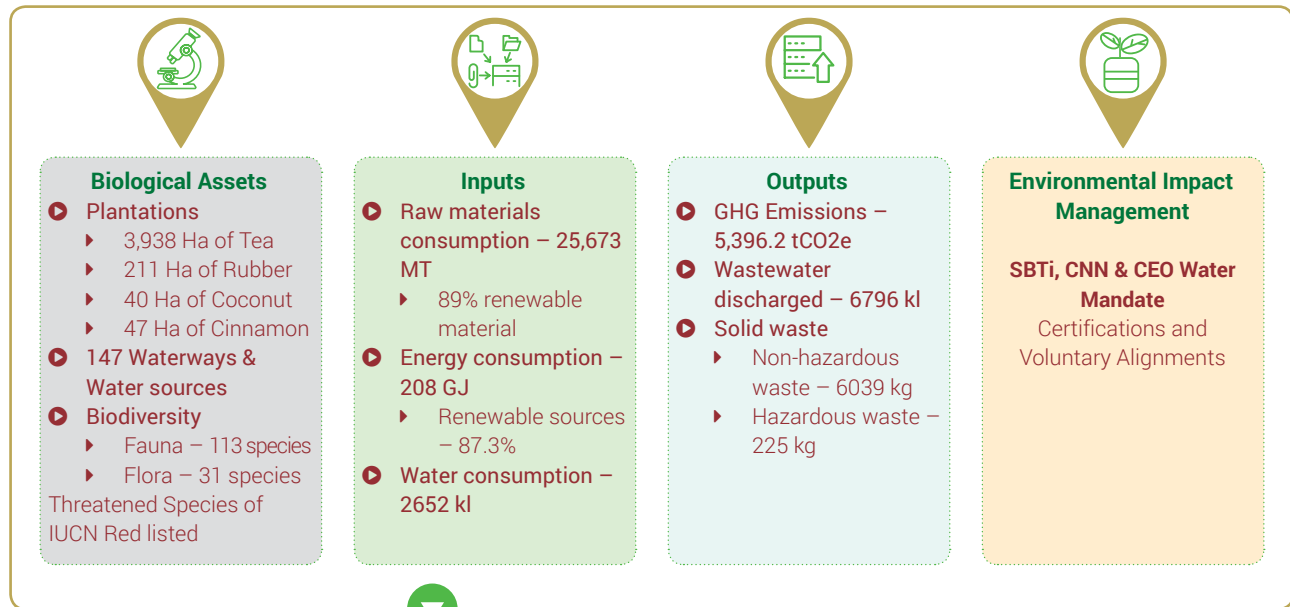 Biological Assets
Plantations
3,938 Ha of Tea
211 Ha of Rubber
40 Ha of Coconut
47 Ha of Cinnamon
147 Waterways &
Water sources
Biodiversity
Fauna – 113 species
Flora – 31 species
Threatened Species of
IUCN Red listed
Inputs
Raw materials
consumption – 25,673
MT
89% renewable
material
Energy consumption –
208 GJ
Renewable sources
– 87.3%
Water consumption –
2652 kl
Outputs
GHG Emissions –
5,396.2 tCO2e
Wastewater
discharged – 6796 kl
Solid waste
Non-hazardous
waste – 6039 kg
Hazardous waste –
225 kg
Environmental Impact
Management
SBTi, CNN & CEO Water
Mandate
Certifications and
Voluntary Alignments